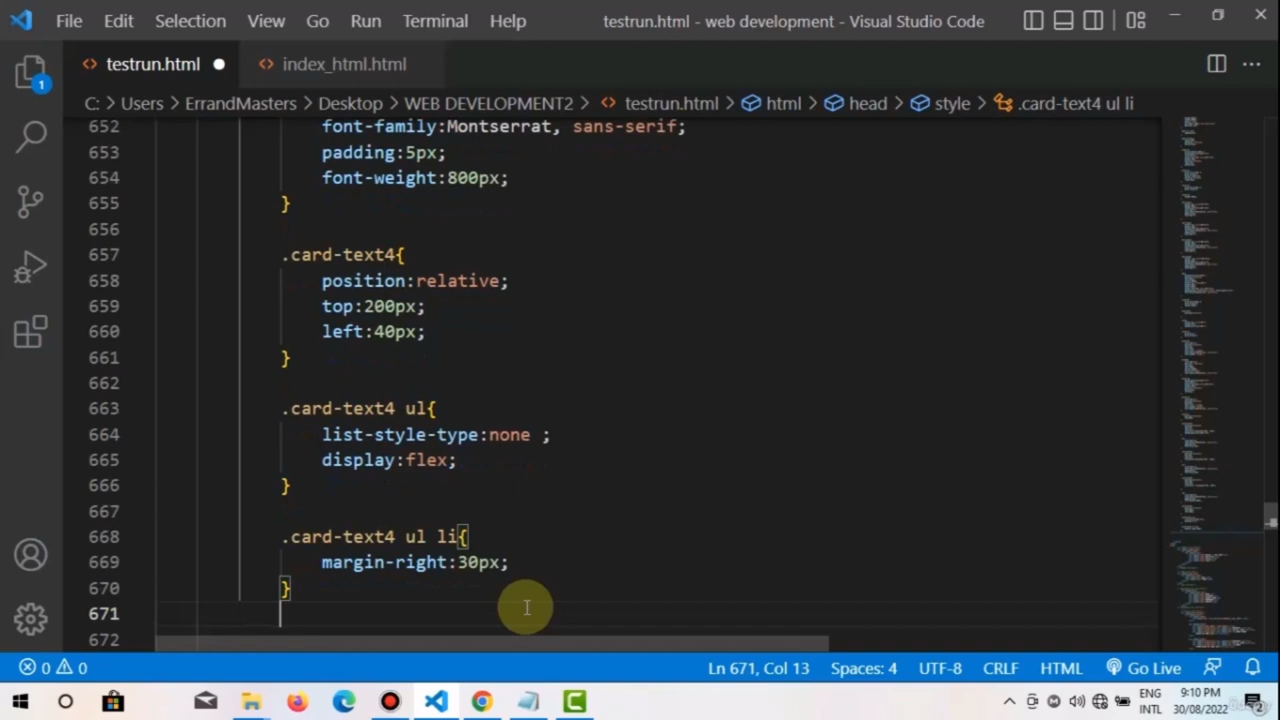 File Edit Selection View Go Run Terminal Help testrun.html - web development - Visual Studio Code
testrun.html index_html.html
C: > Users > ErrandMasters > Desktop > WEB DEVELOPMENT2 > testrun.html > html > head > style > .card-text4 ul li
652 font-family:Montserrat, sans-serif;
653 padding:5px;
654 font-weight:800px;
655 }
656
657 .card-text4{
658 position:relative;
659 top:200px;
660 left:40px;
661 }
662
663 .card-text4 ul{
664 list-style-type:none ;
665 display:flex;
666 }
667
668 .card-text4 ul li{
669 margin-right:30px;
670 }
671
672
1
0 0 Ln 671, Col 13 Spaces: 4 UTF-8 CRLF HTML Go Live
ENG 9:10 PM
INTL 30/08/2022 2